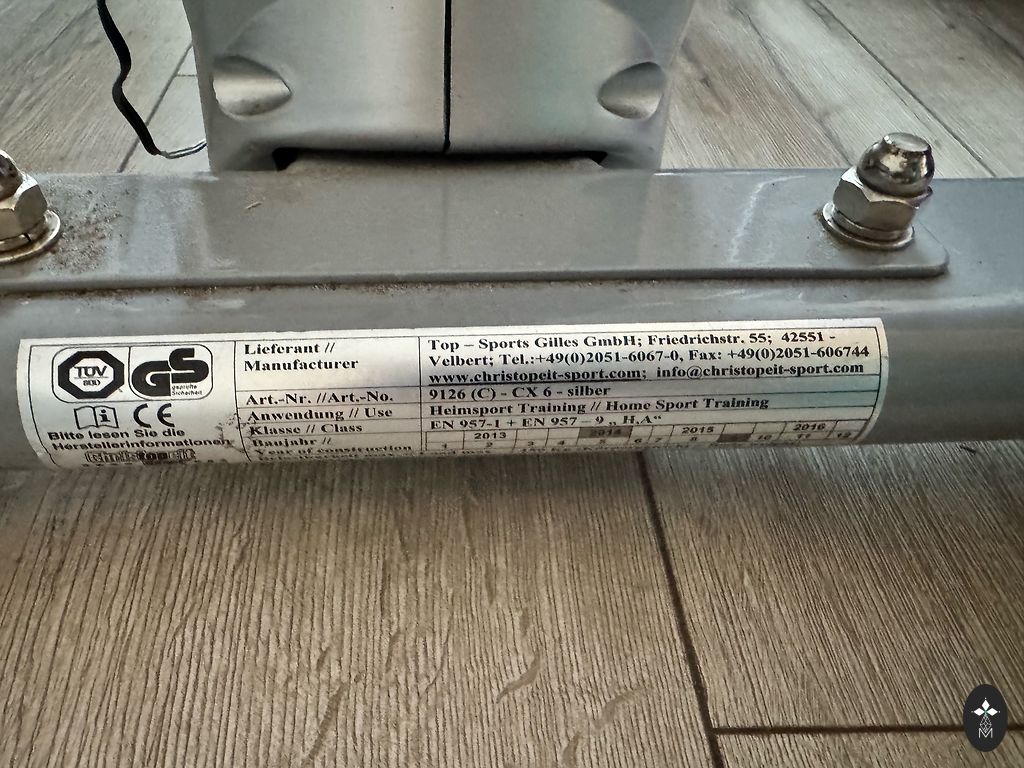 TÜV
GS
geprüfte
Sicherheit
i
CE
Bitte lesen Sie die
Herstellerinformationen
Christopeit
Lieferant //
Manufacturer
Top – Sports Gilles GmbH; Friedrichstr. 55; 42551 -
Velbert; Tel.:+49(0)2051-6067-0, Fax: +49(0)2051-606744
www.christopeit-sport.com; info@christopeit-sport.com
Art.-Nr. //Art.-No.
9126 (C) - CX 6 - silber
Anwendung // Use
Heimsport Training // Home Sport Training
Klasse // Class
EN 957-1 + EN 957 – 9 „ H,A“
Baujahr //
Year of construction
2013 2014 2015 2016
1 2 3 4 6 7 8 10 11 12
M